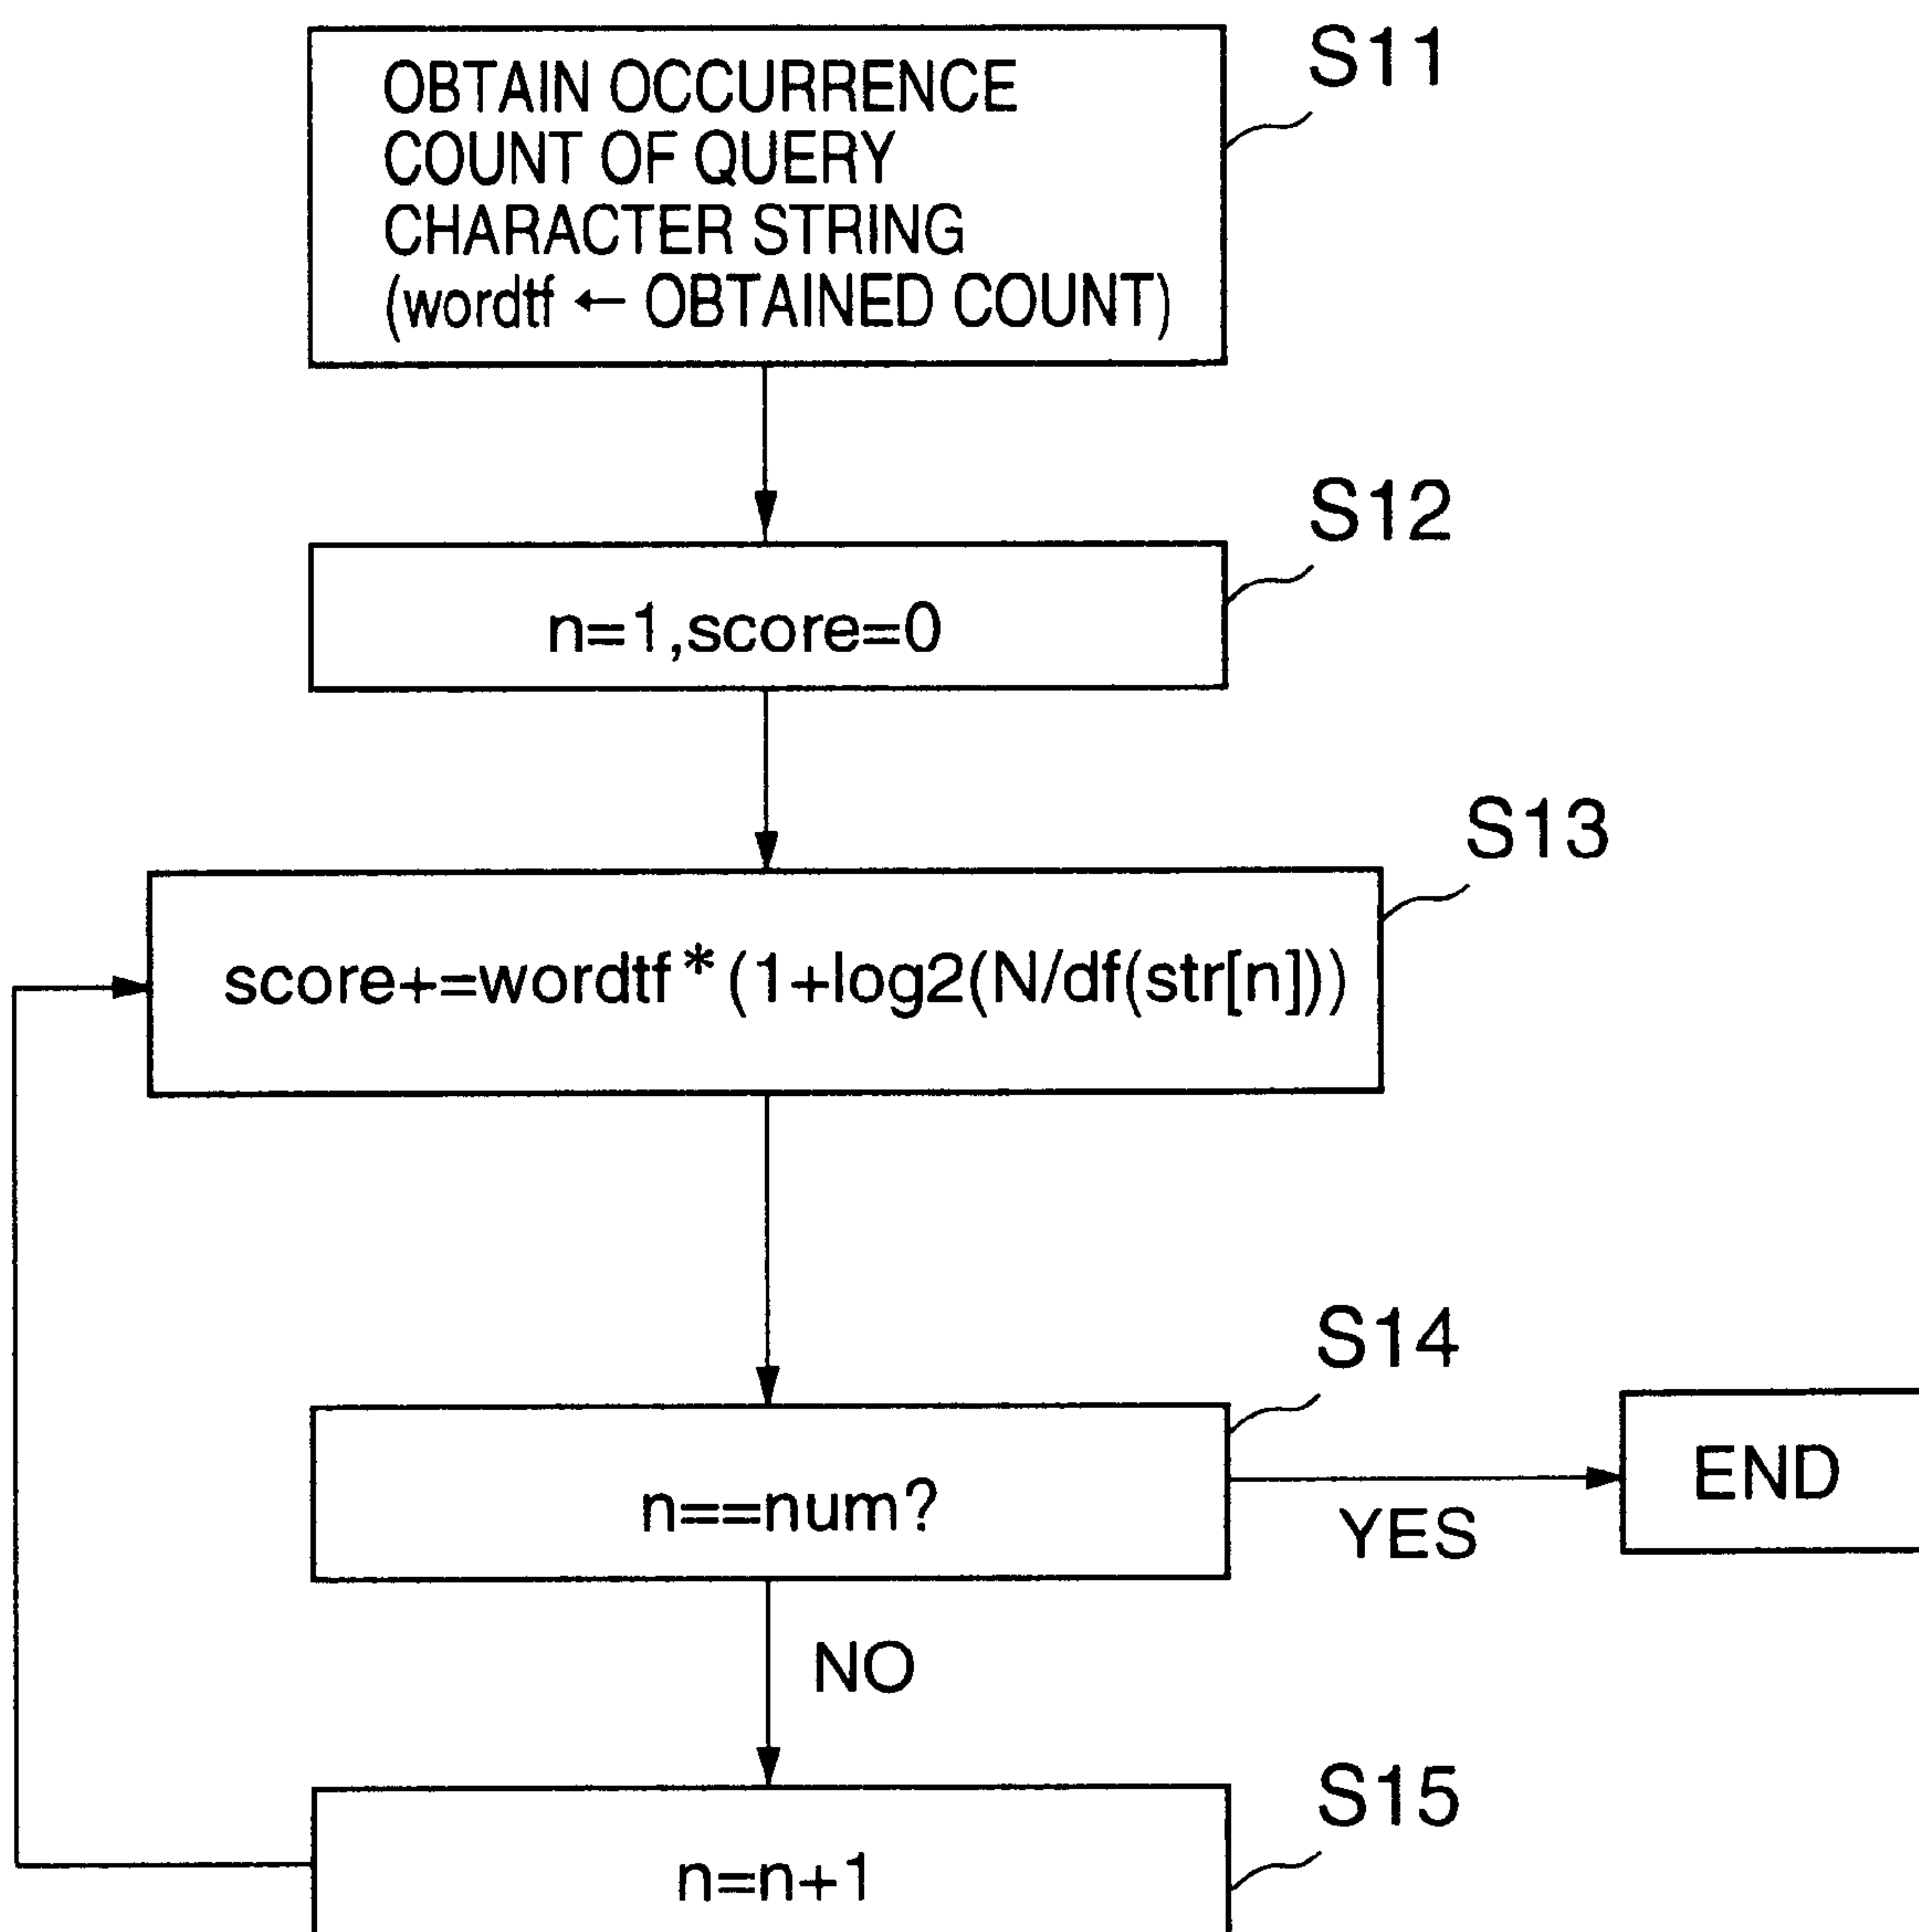 S11
OBTAIN OCCURRENCE
COUNT OF QUERY
CHARACTER STRING
(wordtf ← OBTAINED COUNT)
S12
n=1,score=0
S13
score+=wordtf*(1+log2(N/df(str[n]))
S14
n==num?
END
YES
NO
S15
n=n+1